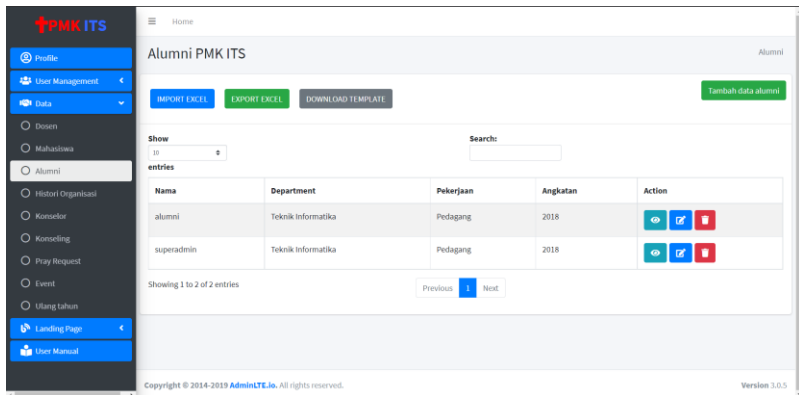 PMK ITS
Profile
User Management
Data
Dosen
Mahasiswa
Alumni
Histori Organisasi
Konselor
Konseling
Pray Request
Event
Ulang tahun
Landing Page
User Manual
Home
Alumni PMK ITS
Alumni
IMPORT EXCEL EXPORT EXCEL DOWNLOAD TEMPLATE
Tambah data alumni
Show
10
entries
Search:
Nama Department Pekerjaan Angkatan Action
alumni Teknik Informatika Pedagang 2018
superadmin Teknik Informatika Pedagang 2018
Showing 1 to 2 of 2 entries
Previous 1 Next
Copyright © 2014-2019 AdminLTE.io. All rights reserved.
Version 3.0.5